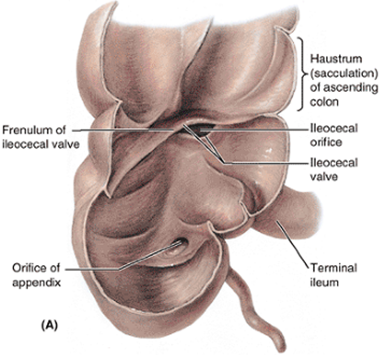 Haustrum
(sacculation)
of ascending
colon
Frenulum of
ileocecal valve
Ileocecal
orifice
Ileocecal
valve
Orifice of
appendix
Terminal
ileum
(A)